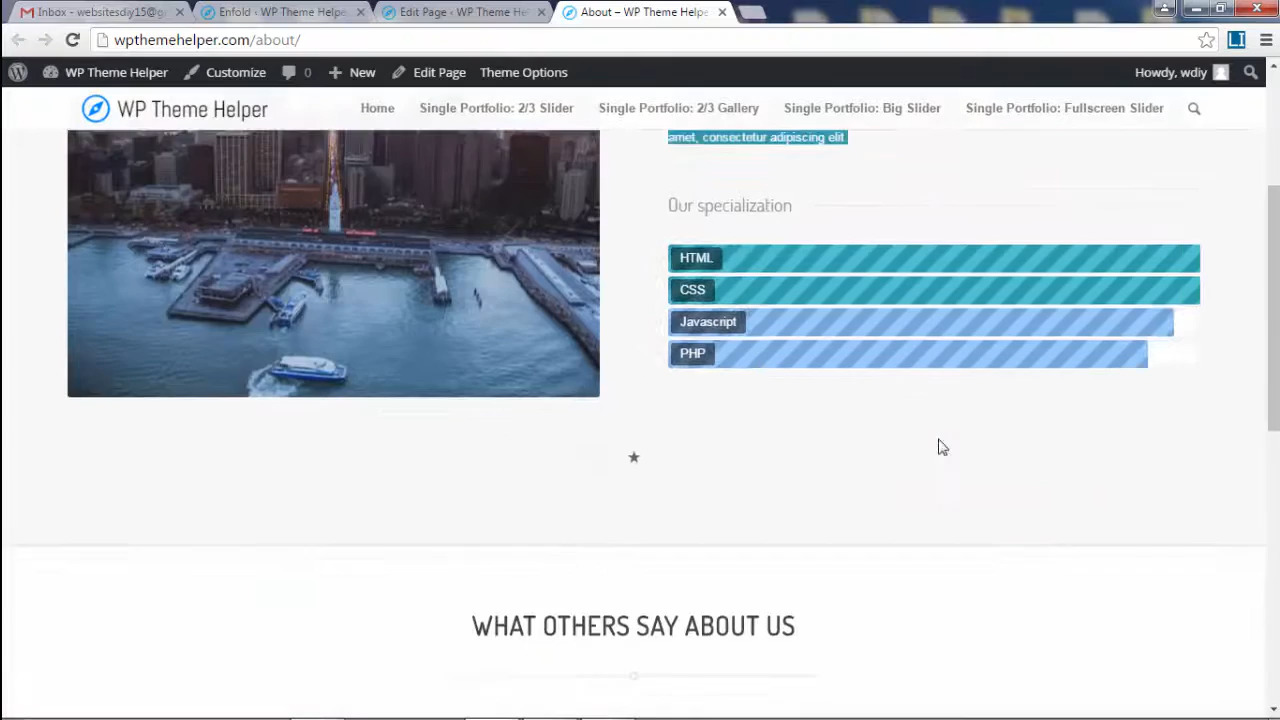 Inbox - websitesdiy15@g
Enfold ‹ WP Theme Helper
Edit Page ‹ WP Theme He
About – WP Theme Helpe
wpthemehelper.com/about/
LI
WP Theme Helper
Customize
0
New
Edit Page
Theme Options
Howdy, wdiy
WP Theme Helper
Home
Single Portfolio: 2/3 Slider
Single Portfolio: 2/3 Gallery
Single Portfolio: Big Slider
Single Portfolio: Fullscreen Slider
amet, consectetur adipiscing elit
Our specialization
HTML
CSS
Javascript
PHP
WHAT OTHERS SAY ABOUT US